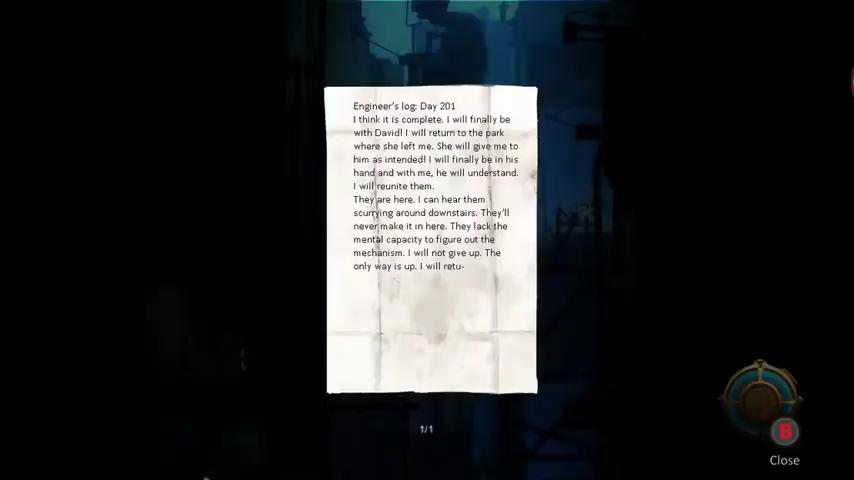 Engineer's log: Day 201
I think it is complete. I will finally be
with David! I will return to the park
where she left me. She will give me to
him as intended! I will finally be in his
hand and with me, he will understand.
I will reunite them.
They are here. I can hear them
scurrying around downstairs. They'll
never make it in here. They lack the
mental capacity to figure out the
mechanism. I will not give up. The
only way is up. I will retu-
1/1
B
Close